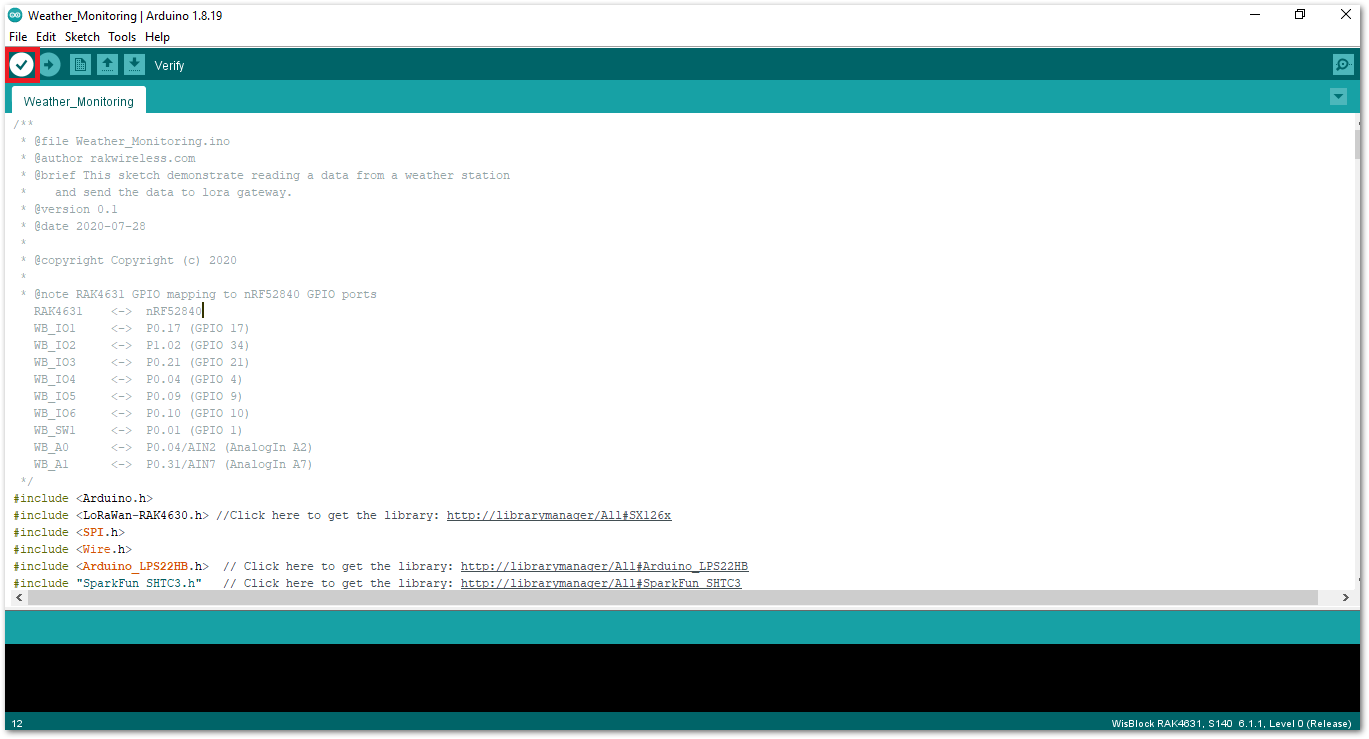 Weather_Monitoring | Arduino 1.8.19
File Edit Sketch Tools Help
Verify
Weather_Monitoring
/**
* @file Weather_Monitoring.ino
* @author rakwireless.com
* @brief This sketch demonstrate reading a data from a weather station
* and send the data to lora gateway.
* @version 0.1
* @date 2020-07-28
*
* @copyright Copyright (c) 2020
*
* @note RAK4631 GPIO mapping to nRF52840 GPIO ports
RAK4631 <-> nRF52840
WB_IO1 <-> P0.17 (GPIO 17)
WB_IO2 <-> P1.02 (GPIO 34)
WB_IO3 <-> P0.21 (GPIO 21)
WB_IO4 <-> P0.04 (GPIO 4)
WB_IO5 <-> P0.09 (GPIO 9)
WB_IO6 <-> P0.10 (GPIO 10)
WB_SW1 <-> P0.01 (GPIO 1)
WB_A0 <-> P0.04/AIN2 (AnalogIn A2)
WB_A1 <-> P0.31/AIN7 (AnalogIn A7)
*/
#include <Arduino.h>
#include <LoRaWan-RAK4630.h> //Click here to get the library: http://librarymanager/All#SX126x
#include <SPI.h>
#include <Wire.h>
#include <Arduino_LPS22HB.h> // Click here to get the library: http://librarymanager/All#Arduino_LPS22HB
#include "SparkFun_SHTC3.h" // Click here to get the library: http://librarymanager/All#SparkFun_SHTC3
12
WisBlock RAK4631, S140 6.1.1, Level 0 (Release)